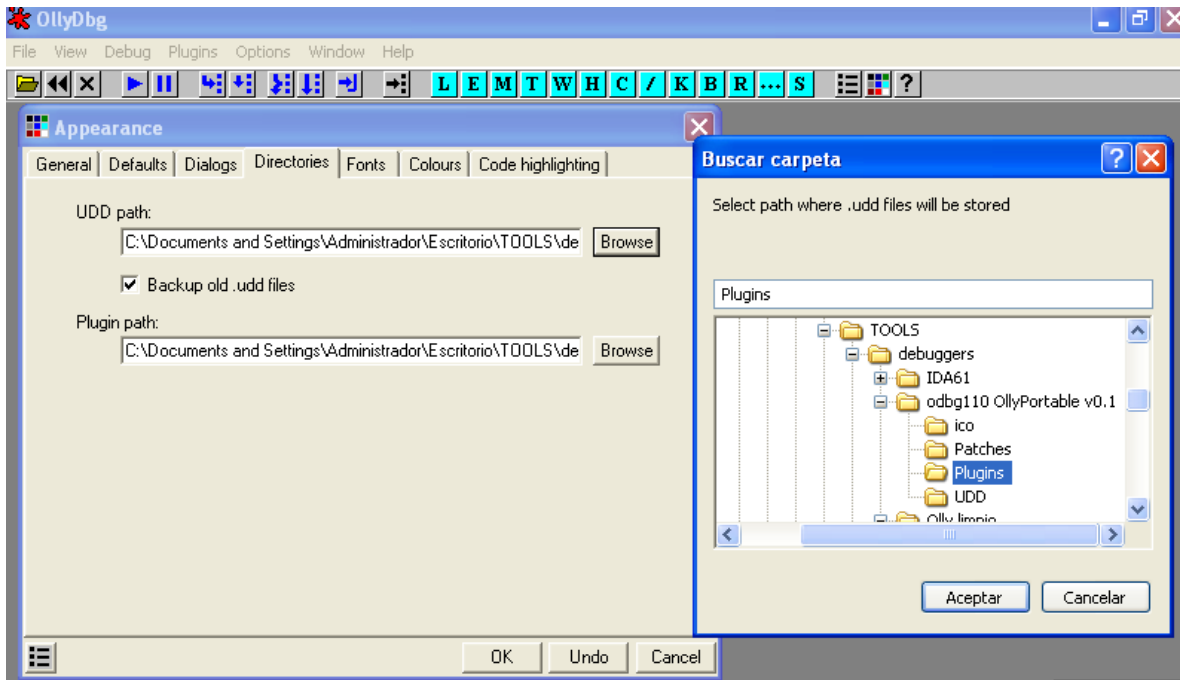 OllyDbg
File View Debug Plugins Options Window Help
L E M T W H C / K B R ... S ?
Appearance
General Defaults Dialogs Directories Fonts Colours Code highlighting
UDD path:
C:\Documents and Settings\Administrador\Escritorio\TOOLS\de Browse
Backup old .udd files
Plugin path:
C:\Documents and Settings\Administrador\Escritorio\TOOLS\de Browse
OK Undo Cancel
Buscar carpeta
Select path where .udd files will be stored
Plugins
TOOLS
debuggers
IDA61
odbg110 OllyPortable v0.1
ico
Patches
Plugins
UDD
Olly limpio
Aceptar Cancelar